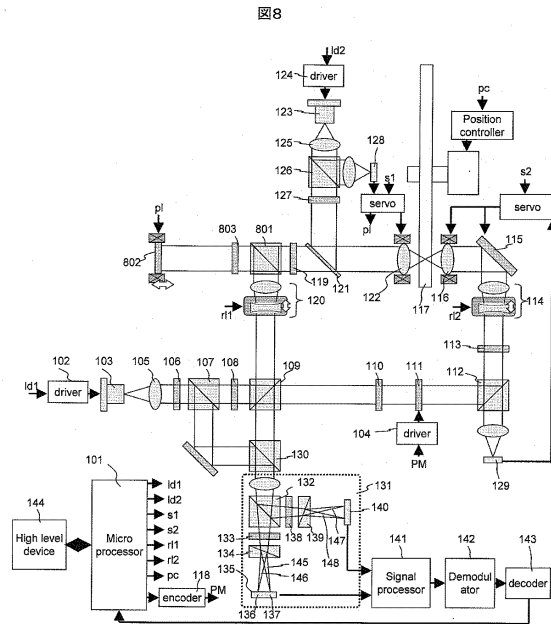 図8
ld2
124
driver
123
125
126
128
127
s1
servo
pl
pc
Position
controller
s2
servo
pl
803
801
802
119
121
122
117
116
115
120
rl1
rl2
114
113
102
103
105
106
107
108
109
110
111
112
ld1
driver
104
driver
PM
129
130
131
132
133
134
135
136
137
138
139
140
145
146
147
148
144
High level
device
101
Micro
processor
ld1
ld2
s1
s2
rl1
rl2
pc
118
encoder
PM
141
Signal
processor
142
Demodul
ator
143
decoder